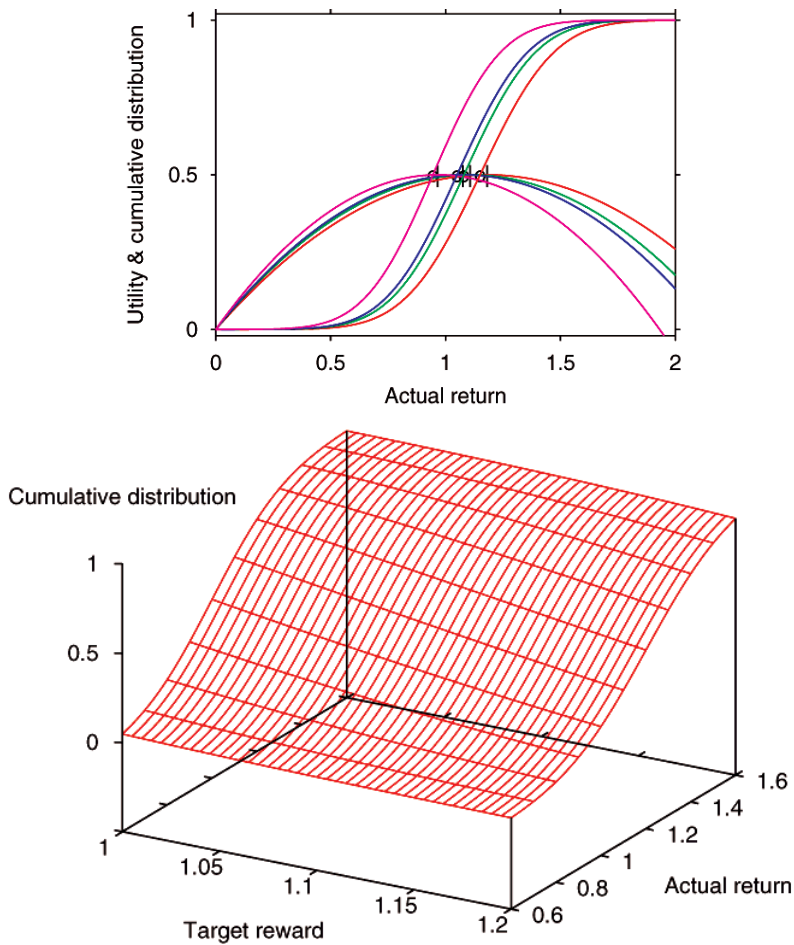 Utility & cumulative distribution
1
0.5
0
0 0.5 1 1.5 2
Actual return
Cumulative distribution
1
0.5
0
1 1.05 1.1 1.15 1.2
Target reward
0.6 0.8 1 1.2 1.4 1.6
Actual return